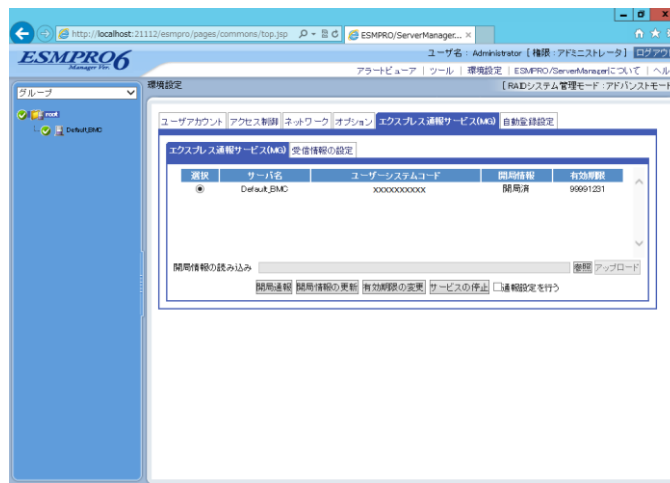 http://localhost:21112/esmpro/pages/commons/top.jsp
ESMPRO/ServerManager...
ESMPRO6
Manager Ver.
ユーザ名 : Administrator [ 権限 : アドミニストレータ ] ログアウ
アラートビューア | ツール | 環境設定 | ESMPRO/ServerManagerについて | ヘル
グループ
環境設定
[ RAIDシステム管理モード : アドバンストモード
root
Default_BMC
ユーザアカウント アクセス制御 ネットワーク オプション エクスプレス通報サービス(MG) 自動登録設定
エクスプレス通報サービス(MG) 受信情報の設定
選択 サーバ名 ユーザーシステムコード 開局情報 有効期限
Default_BMC xxxxxxxxxx 開局済 99991231
開局情報の読み込み 参照 アップロード
開局通報 開局情報の更新 有効期限の変更 サービスの停止 通報設定を行う